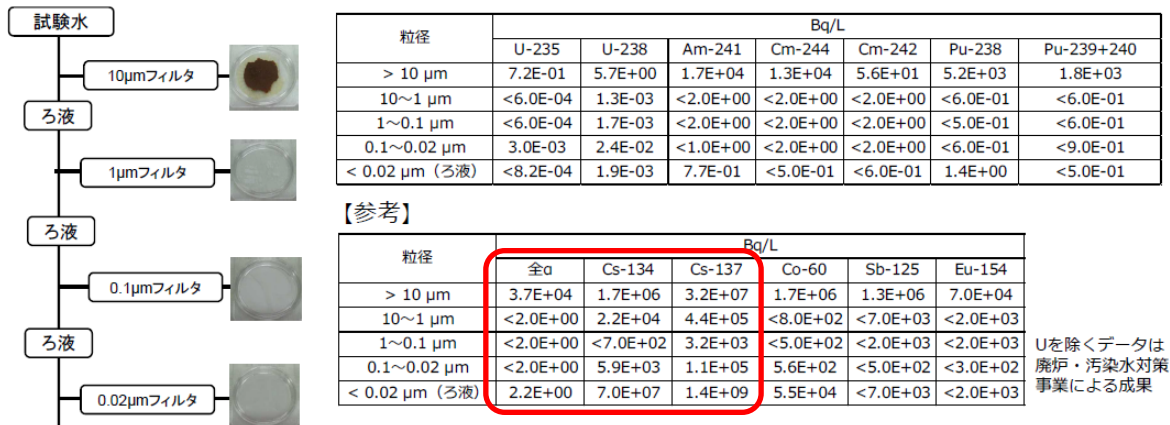 試験水
10μmフィルタ
ろ液
1μmフィルタ
ろ液
0.1μmフィルタ
ろ液
0.02μmフィルタ
粒径 Bq/L
U-235 U-238 Am-241 Cm-244 Cm-242 Pu-238 Pu-239+240
> 10 μm 7.2E-01 5.7E+00 1.7E+04 1.3E+04 5.6E+01 5.2E+03 1.8E+03
10～1 μm <6.0E-04 1.3E-03 <2.0E+00 <2.0E+00 <2.0E+00 <6.0E-01 <6.0E-01
1～0.1 μm <6.0E-04 1.7E-03 <2.0E+00 <2.0E+00 <2.0E+00 <5.0E-01 <6.0E-01
0.1～0.02 μm 3.0E-03 2.4E-02 <1.0E+00 <2.0E+00 <2.0E+00 <6.0E-01 <9.0E-01
< 0.02 μm（ろ液） <8.2E-04 1.9E-03 7.7E-01 <5.0E-01 <6.0E-01 1.4E+00 <5.0E-01
【参考】
粒径 Bq/L
全α Cs-134 Cs-137 Co-60 Sb-125 Eu-154
> 10 μm 3.7E+04 1.7E+06 3.2E+07 1.7E+06 1.3E+06 7.0E+04
10～1 μm <2.0E+00 2.2E+04 4.4E+05 <8.0E+02 <7.0E+03 <2.0E+03
1～0.1 μm <2.0E+00 <7.0E+02 3.2E+03 <5.0E+02 <2.0E+03 <2.0E+03
0.1～0.02 μm <2.0E+00 5.9E+03 1.1E+05 5.6E+02 <5.0E+02 <3.0E+02
< 0.02 μm（ろ液） 2.2E+00 7.0E+07 1.4E+09 5.5E+04 <7.0E+03 <2.0E+03
Uを除くデータは
廃炉・汚染水対策
事業による成果